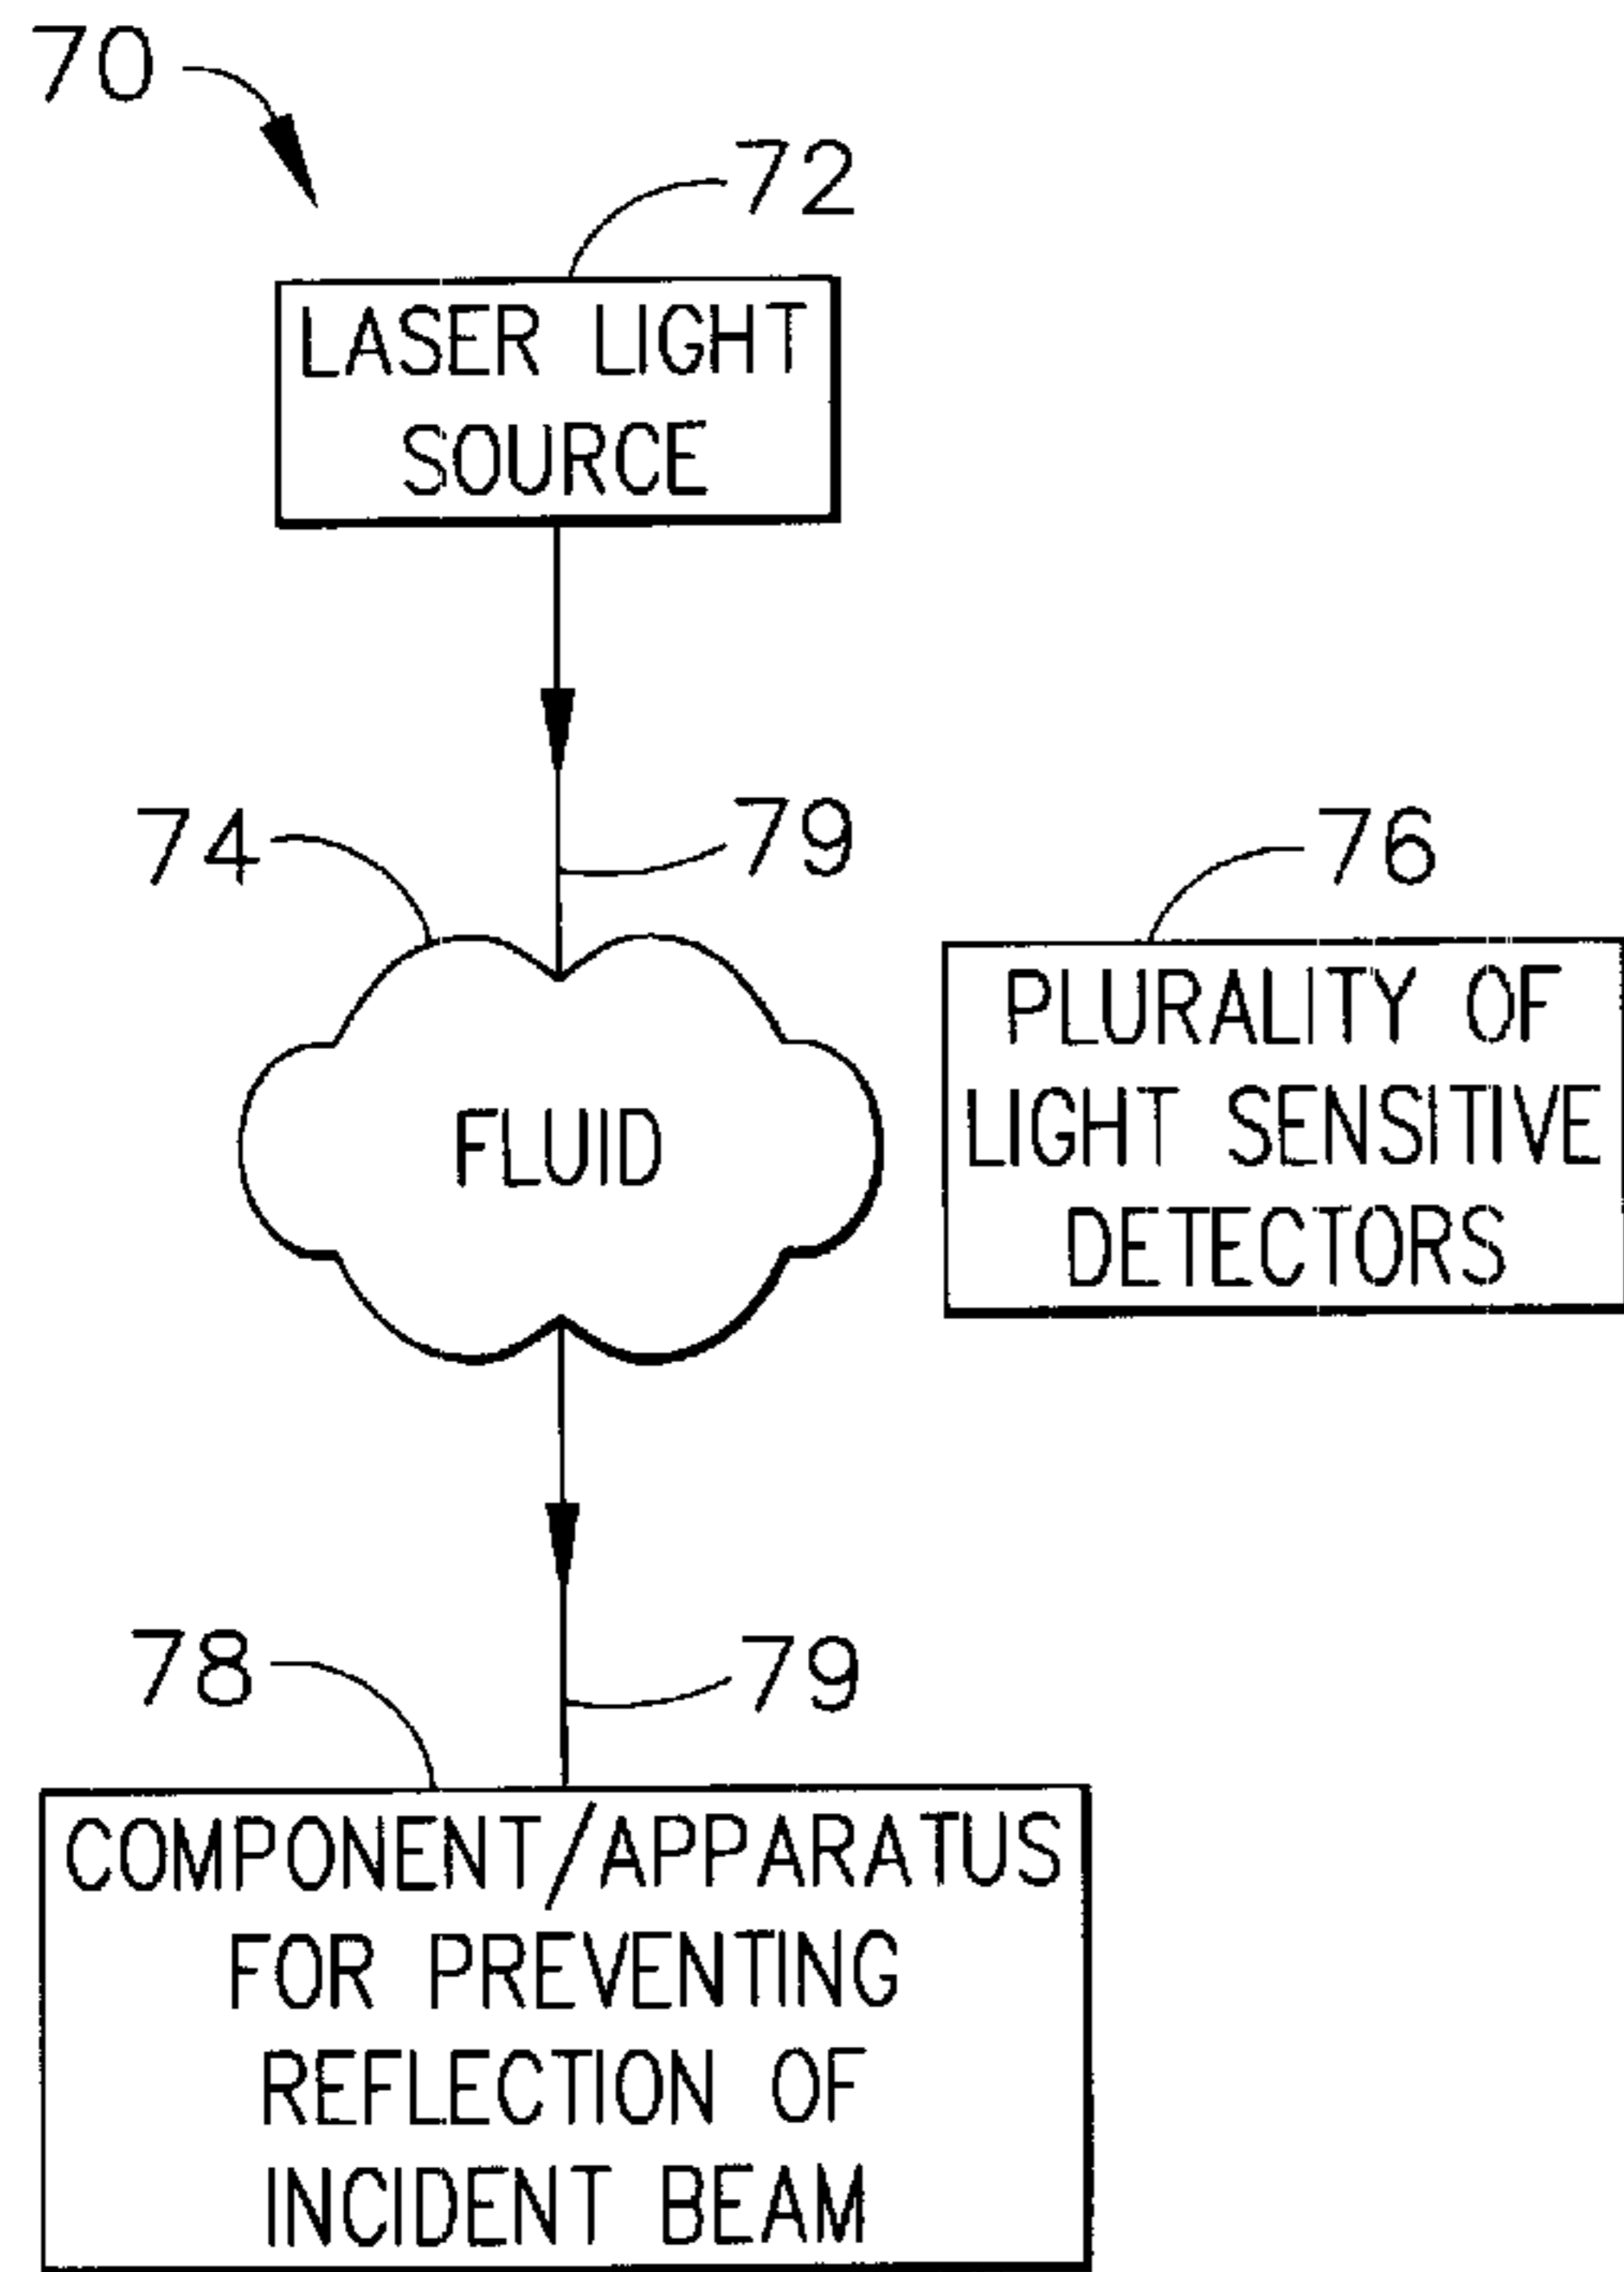 70
72
LASER LIGHT
SOURCE
74
79
76
FLUID
PLURALITY OF
LIGHT SENSITIVE
DETECTORS
78
79
COMPONENT/APPARATUS
FOR PREVENTING
REFLECTION OF
INCIDENT BEAM